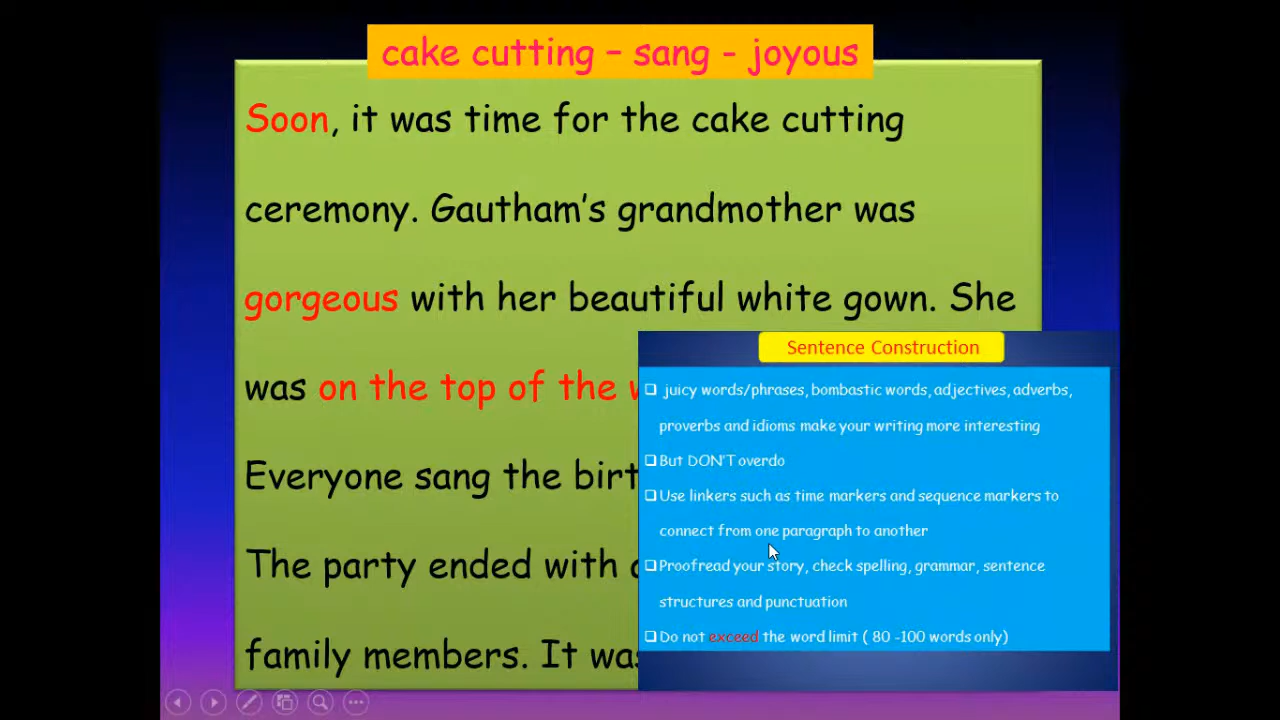 cake cutting – sang - joyous
Soon, it was time for the cake cutting
ceremony. Gautham's grandmother was
gorgeous with her beautiful white gown. She
was on the top of the
Everyone sang the
The party ended with
family members. It
Sentence Construction
❑ juicy words/phrases, bombastic words, adjectives, adverbs,
proverbs and idioms make your writing more interesting
❑ But DON'T overdo
❑ Use linkers such as time markers and sequence markers to
connect from one paragraph to another
❑ Proofread your story, check spelling, grammar, sentence
structures and punctuation
❑ Do not exceed the word limit ( 80 -100 words only)